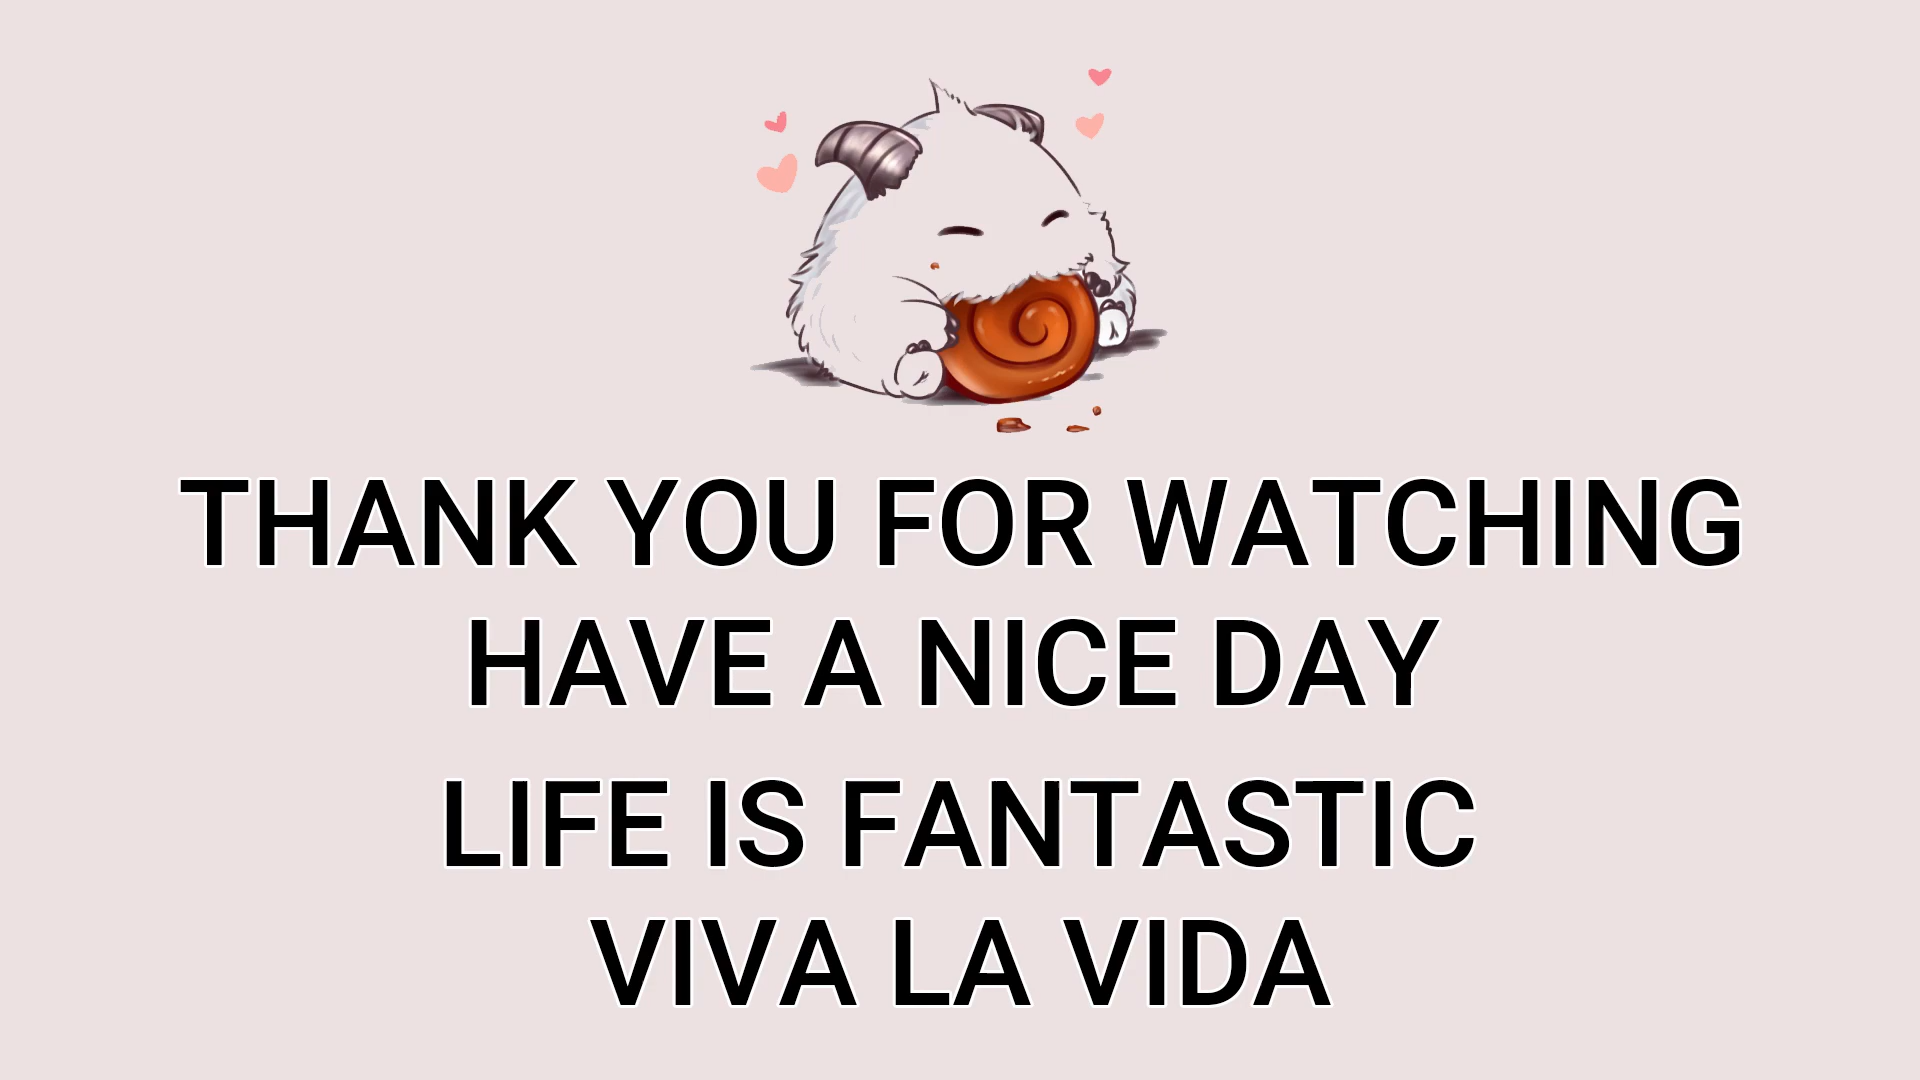 THANK YOU FOR WATCHING
HAVE A NICE DAY
LIFE IS FANTASTIC
VIVA LA VIDA